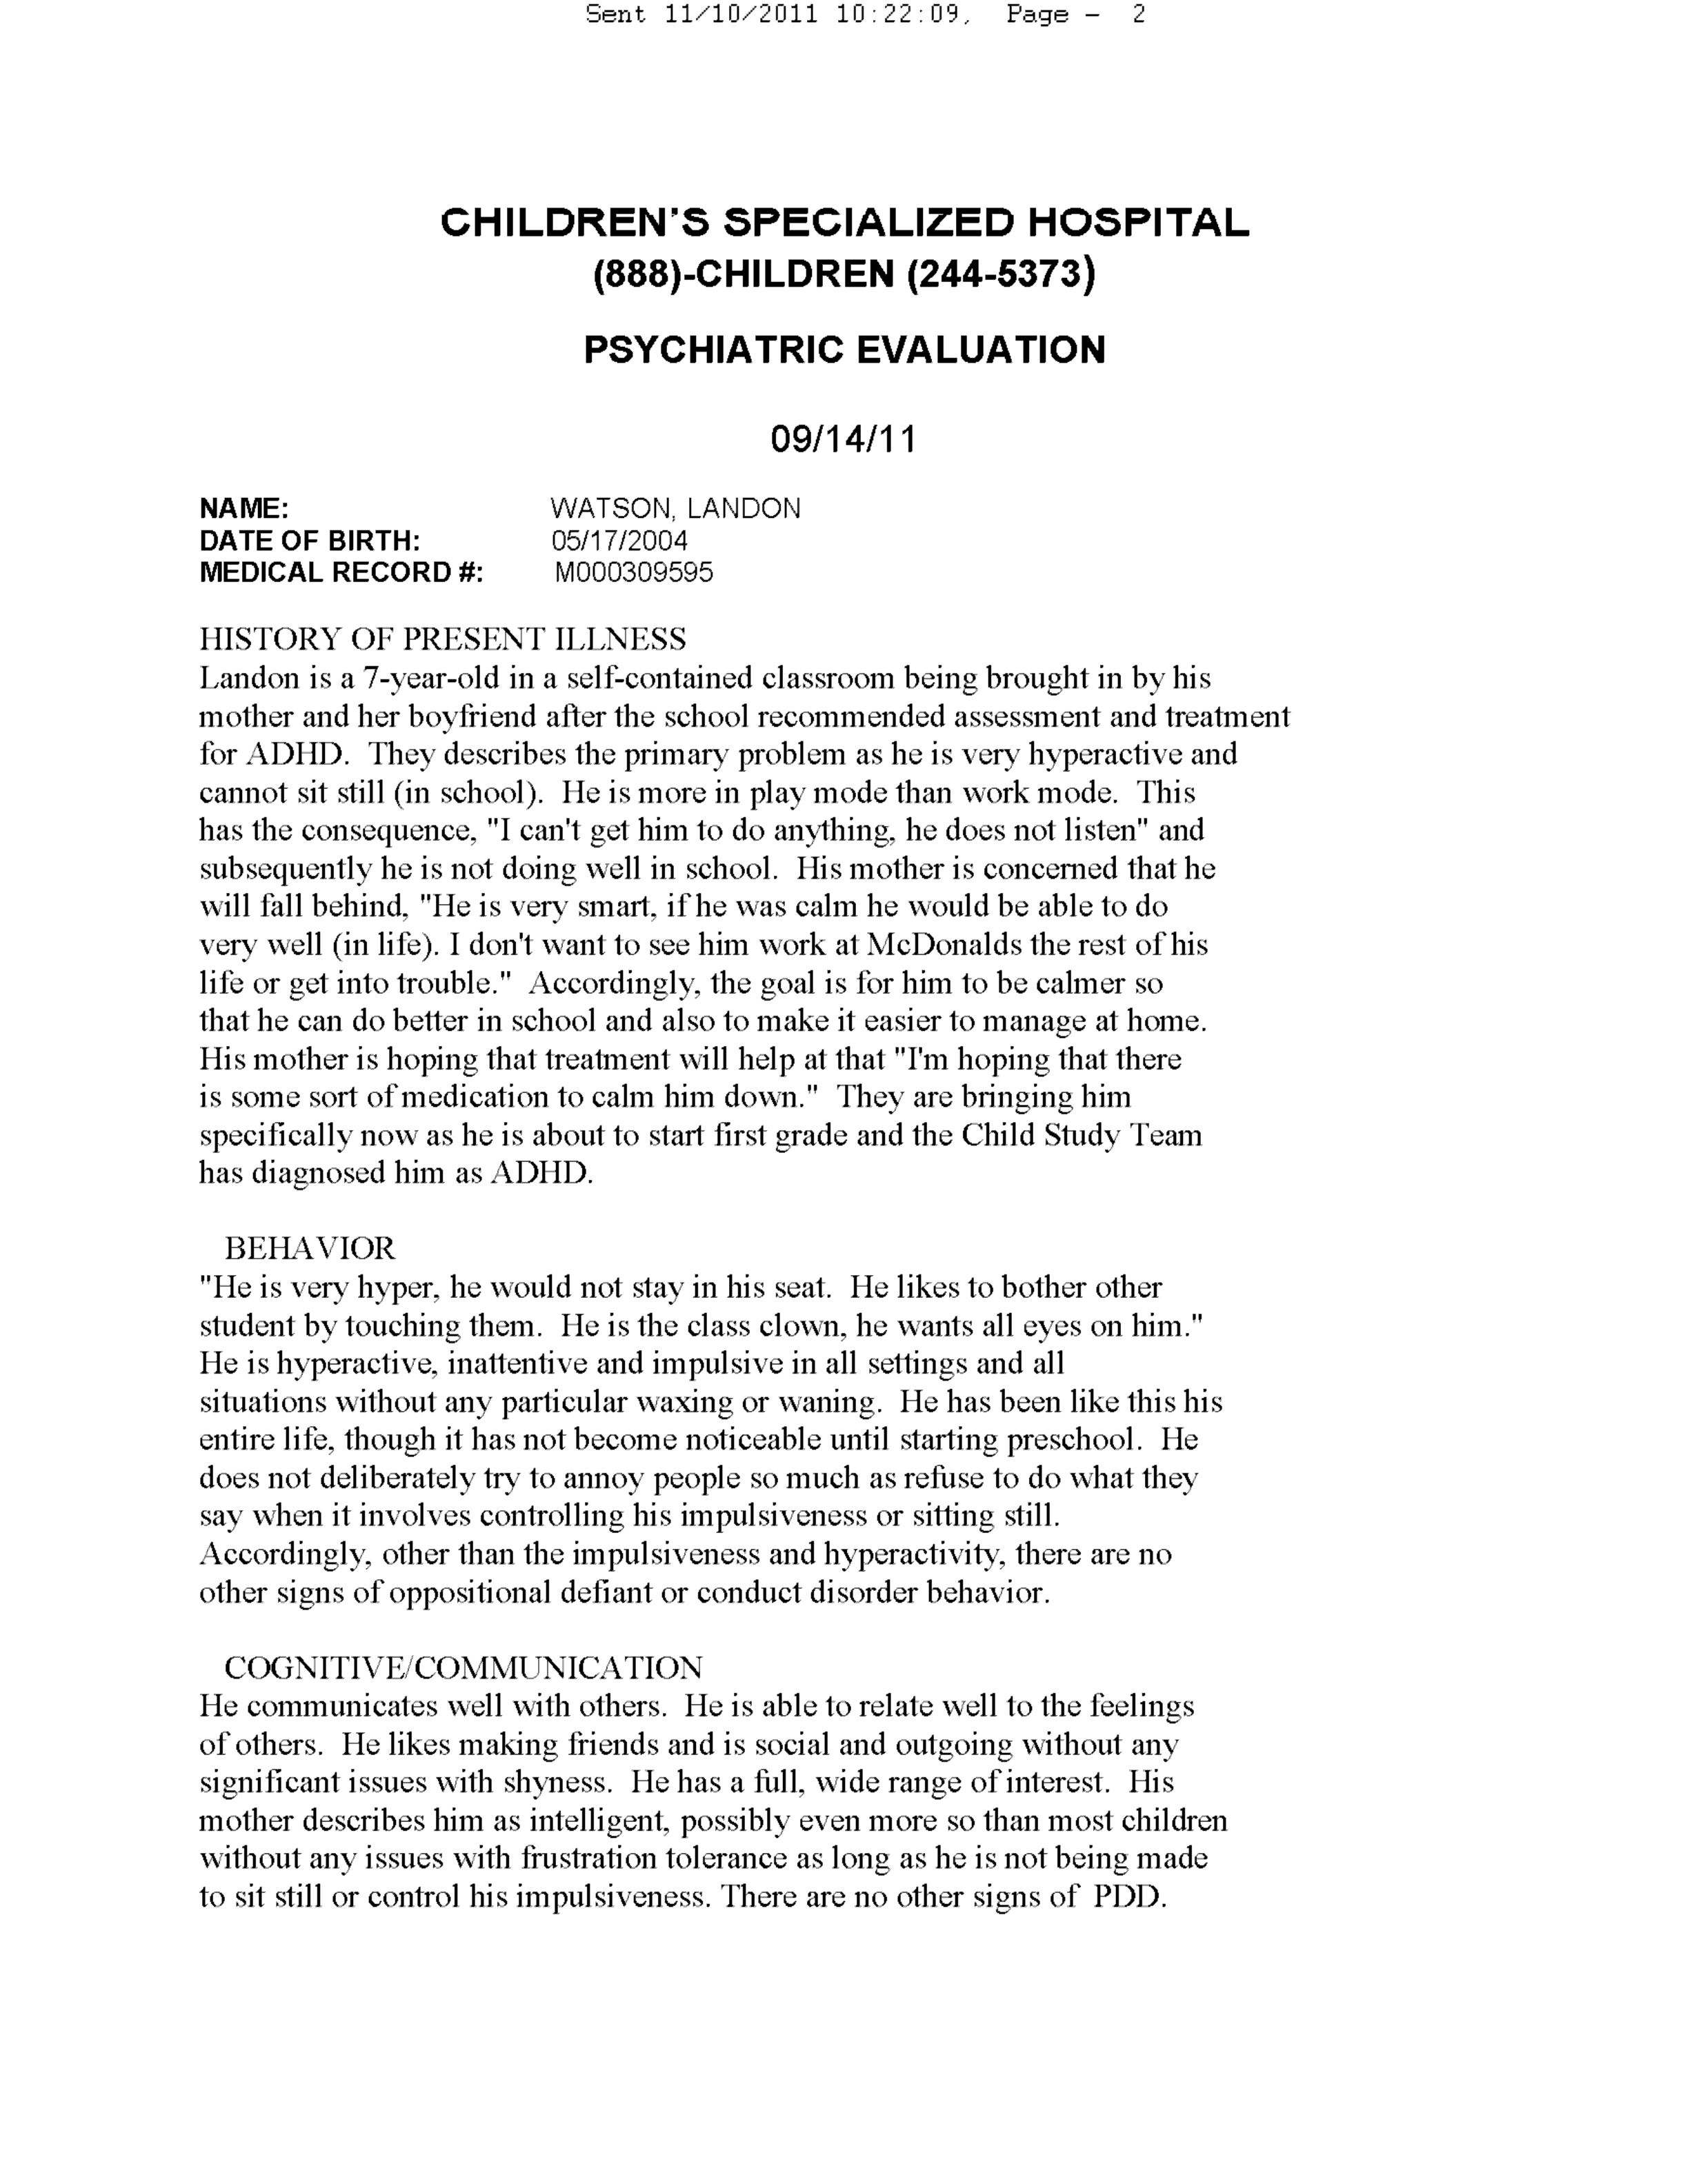 Sent 11/10/2011 10:22:09, Page - 2
CHILDREN'S SPECIALIZED HOSPITAL
(888)-CHILDREN (244-5373)
PSYCHIATRIC EVALUATION
09/14/11
NAME: WATSON, LANDON
DATE OF BIRTH: 05/17/2004
MEDICAL RECORD #: M000309595
HISTORY OF PRESENT ILLNESS
Landon is a 7-year-old in a self-contained classroom being brought in by his
mother and her boyfriend after the school recommended assessment and treatment
for ADHD. They describes the primary problem as he is very hyperactive and
cannot sit still (in school). He is more in play mode than work mode. This
has the consequence, "I can't get him to do anything, he does not listen" and
subsequently he is not doing well in school. His mother is concerned that he
will fall behind, "He is very smart, if he was calm he would be able to do
very well (in life). I don't want to see him work at McDonalds the rest of his
life or get into trouble." Accordingly, the goal is for him to be calmer so
that he can do better in school and also to make it easier to manage at home.
His mother is hoping that treatment will help at that "I'm hoping that there
is some sort of medication to calm him down." They are bringing him
specifically now as he is about to start first grade and the Child Study Team
has diagnosed him as ADHD.
BEHAVIOR
"He is very hyper, he would not stay in his seat. He likes to bother other
student by touching them. He is the class clown, he wants all eyes on him."
He is hyperactive, inattentive and impulsive in all settings and all
situations without any particular waxing or waning. He has been like this his
entire life, though it has not become noticeable until starting preschool. He
does not deliberately try to annoy people so much as refuse to do what they
say when it involves controlling his impulsiveness or sitting still.
Accordingly, other than the impulsiveness and hyperactivity, there are no
other signs of oppositional defiant or conduct disorder behavior.
COGNITIVE/COMMUNICATION
He communicates well with others. He is able to relate well to the feelings
of others. He likes making friends and is social and outgoing without any
significant issues with shyness. He has a full, wide range of interest. His
mother describes him as intelligent, possibly even more so than most children
without any issues with frustration tolerance as long as he is not being made
to sit still or control his impulsiveness. There are no other signs of PDD.